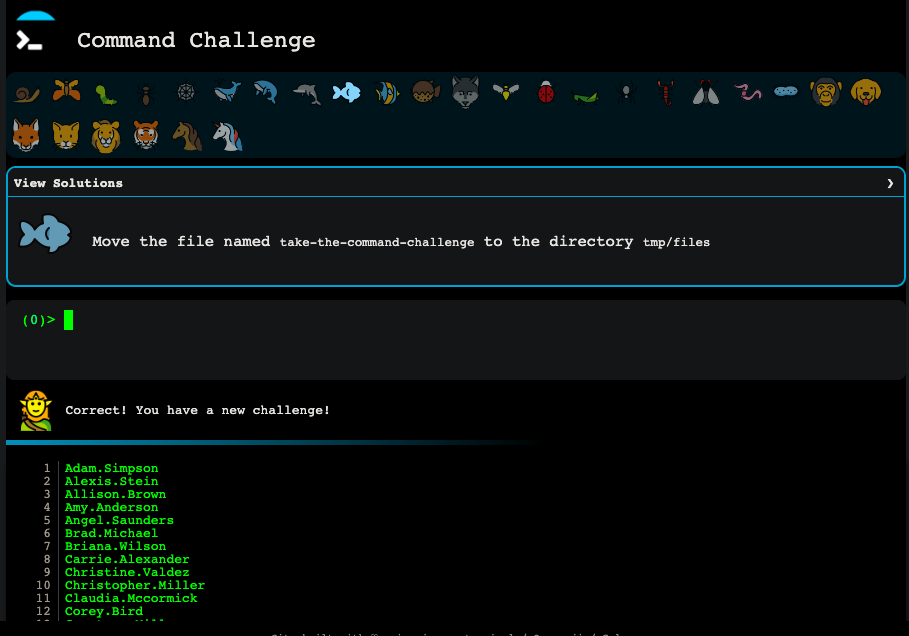 Command Challenge
View Solutions ❯
Move the file named take-the-command-challenge to the directory tmp/files
(0)>
Correct! You have a new challenge!
1 Adam.Simpson
2 Alexis.Stein
3 Allison.Brown
4 Amy.Anderson
5 Angel.Saunders
6 Brad.Michael
7 Briana.Wilson
8 Carrie.Alexander
9 Christine.Valdez
10 Christopher.Miller
11 Claudia.Mccormick
12 Corey.Bird